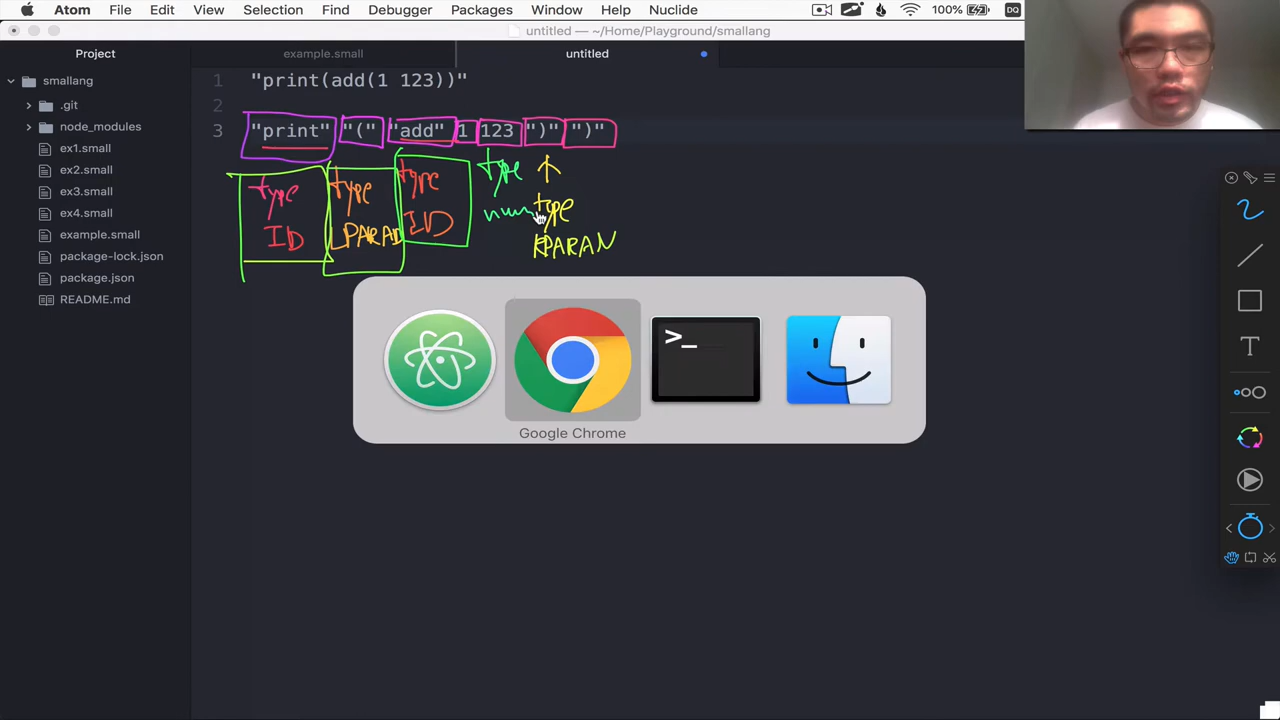 Atom File Edit View Selection Find Debugger Packages Window Help Nuclide 100% DQ
untitled — ~/Home/Playground/smallang
Project example.small untitled
smallang
.git
node_modules
ex1.small
ex2.small
ex3.small
ex4.small
example.small
package-lock.json
package.json
README.md
1 "print(add(1 123))"
2
3 "print" "(" "add" 1 123 ")" ")"
type type type type
ID LPARAD ID num type
RPARAN
>_
Google Chrome
T